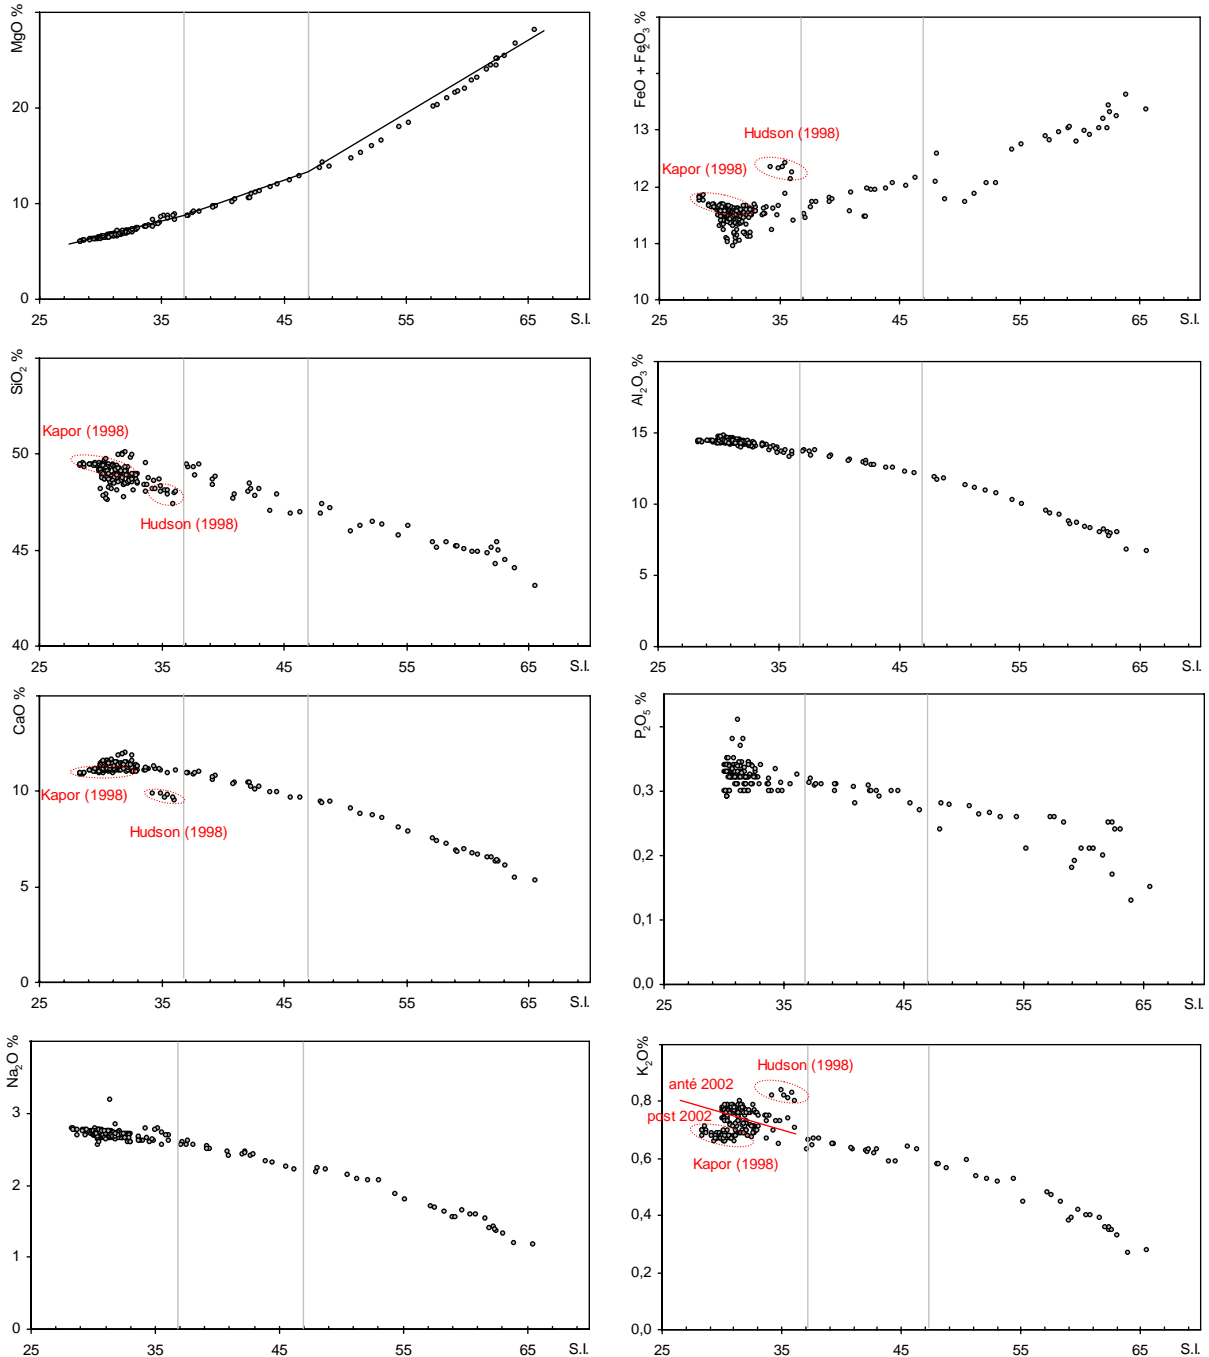 MgO %
20
10
0
25
35
45
55
65
S.I.
FeO + Fe2O3 %
13
12
11
10
Hudson (1998)
Kapor (1998)
25
35
45
55
65
S.I.
SiO2 %
50
45
40
Kapor (1998)
Hudson (1998)
25
35
45
55
65
S.I.
Al2O3 %
15
10
5
0
25
35
45
55
65
S.I.
CaO %
10
5
0
Kapor (1998)
Hudson (1998)
25
35
45
55
65
S.I.
P2O5 %
0,3
0,2
0,1
0,0
25
35
45
55
65
S.I.
Na2O %
3
2
1
0
25
35
45
55
65
S.I.
K2O%
0,8
0,6
0,4
0,2
0,0
Hudson (1998)
anté 2002
post 2002
Kapor (1998)
25
35
45
55
65
S.I.